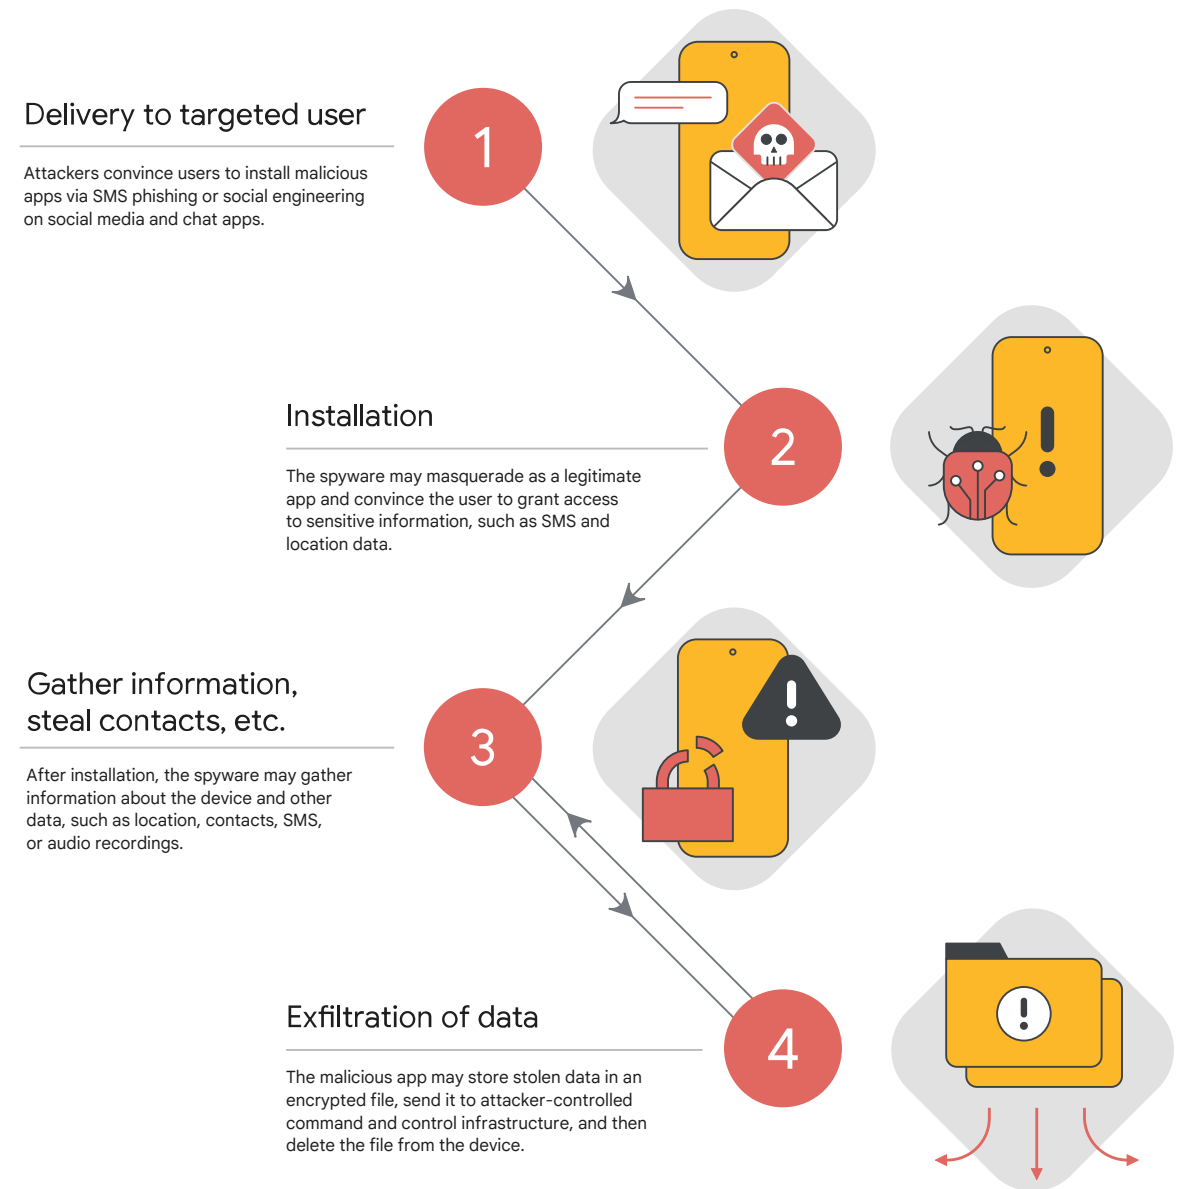 Delivery to targeted user
1
Attackers convince users to install malicious
apps via SMS phishing or social engineering
on social media and chat apps.
Installation
2
The spyware may masquerade as a legitimate
app and convince the user to grant access
to sensitive information, such as SMS and
location data.
Gather information,
steal contacts, etc.
3
After installation, the spyware may gather
information about the device and other
data, such as location, contacts, SMS,
or audio recordings.
Exfiltration of data
4
The malicious app may store stolen data in an
encrypted file, send it to attacker-controlled
command and control infrastructure, and then
delete the file from the device.